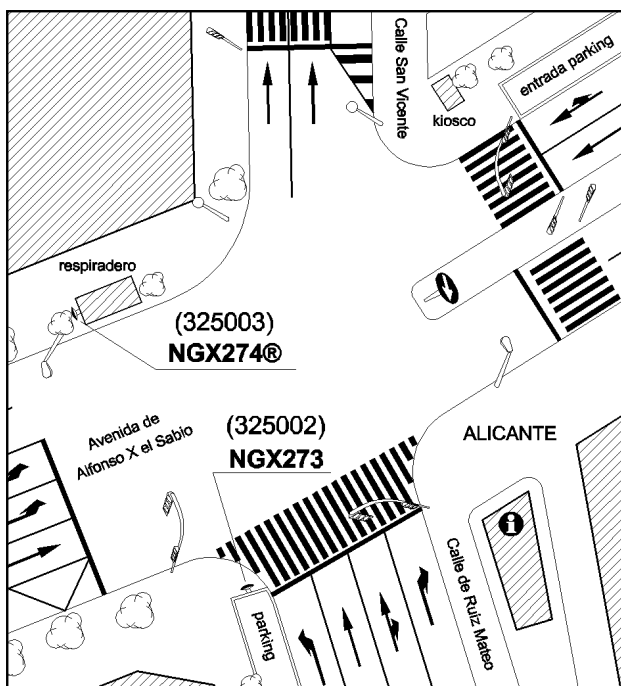 Calle San Vicente
entrada parking
kiosco
respiradero
(325003)
NGX274®
Avenida de
Alfonso X el Sabio
(325002)
NGX273
ALICANTE
i
Calle de Ruíz Mateo
parking